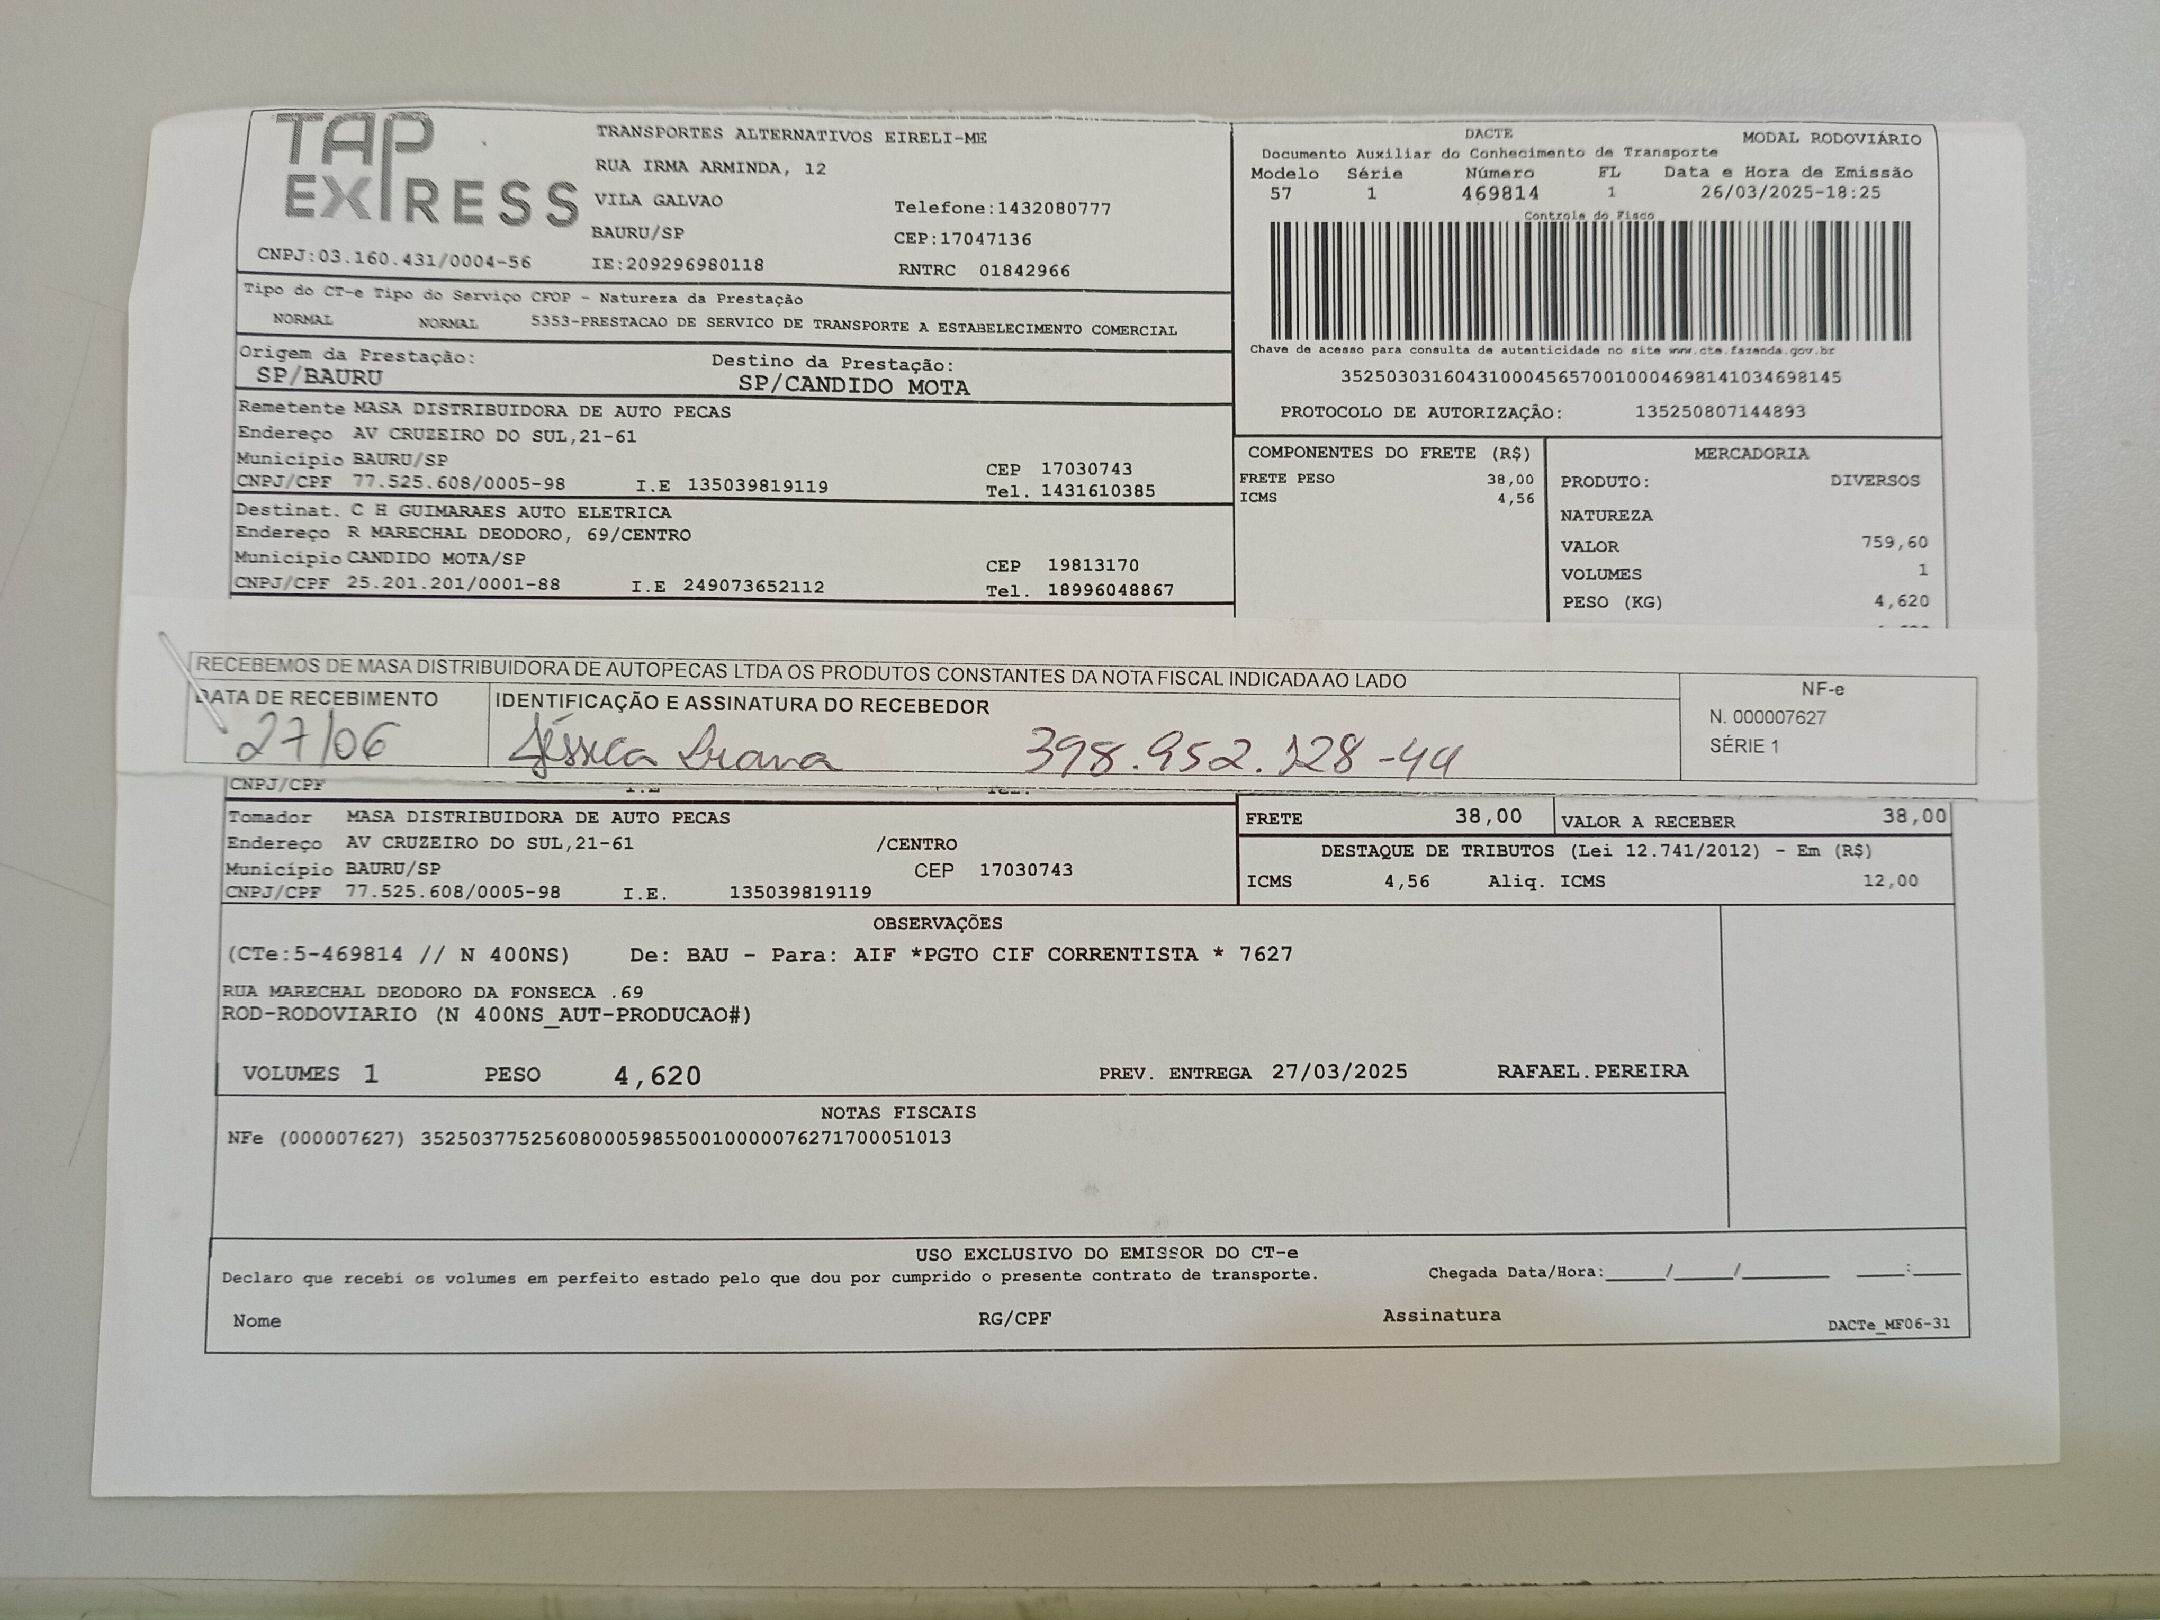 TAP EXPRESS
TRANSPORTES ALTERNATIVOS EIRELI-ME
RUA IRMA ARMINDA, 12
VILA GALVAO
Telefone:1432080777
BAURU/SP
CEP:17047136
CNPJ:03.160.431/0004-56 IE:209296980118 RNTRC 01842966
DACTE MODAL RODOVIÁRIO
Documento Auxiliar do Conhecimento de Transporte
Modelo Série Número FL Data e Hora de Emissão
57 1 469814 1 26/03/2025-18:25
Controle do Fisco
Chave de acesso para consulta de autenticidade no site www.cte.fazenda.gov.br
35250303160431000456570010004698141034698145
PROTOCOLO DE AUTORIZAÇÃO: 135250807144893
Tipo do CT-e Tipo do Serviço CFOP - Natureza da Prestação
NORMAL NORMAL 5353-PRESTACAO DE SERVICO DE TRANSPORTE A ESTABELECIMENTO COMERCIAL
Origem da Prestação: Destino da Prestação:
SP/BAURU SP/CANDIDO MOTA
Remetente MASA DISTRIBUIDORA DE AUTO PECAS
Endereço AV CRUZEIRO DO SUL,21-61
Município BAURU/SP CEP 17030743
CNPJ/CPF 77.525.608/0005-98 I.E 135039819119 Tel. 1431610385
Destinat. C H GUIMARAES AUTO ELETRICA
Endereço R MARECHAL DEODORO, 69/CENTRO
Município CANDIDO MOTA/SP CEP 19813170
CNPJ/CPF 25.201.201/0001-88 I.E 249073652112 Tel. 18996048867
COMPONENTES DO FRETE (R$)
FRETE PESO 38,00
ICMS 4,56
MERCADORIA
PRODUTO: DIVERSOS
NATUREZA
VALOR 759,60
VOLUMES 1
PESO (KG) 4,620
RECEBEMOS DE MASA DISTRIBUIDORA DE AUTOPECAS LTDA OS PRODUTOS CONSTANTES DA NOTA FISCAL INDICADA AO LADO
DATA DE RECEBIMENTO IDENTIFICAÇÃO E ASSINATURA DO RECEBEDOR
27/06 Jéssica Luana 398.952.128-44
NF-e
N. 000007627
SÉRIE 1
CNPJ/CPF
Tomador MASA DISTRIBUIDORA DE AUTO PECAS
Endereço AV CRUZEIRO DO SUL,21-61 /CENTRO
Município BAURU/SP CEP 17030743
CNPJ/CPF 77.525.608/0005-98 I.E. 135039819119
FRETE 38,00 VALOR A RECEBER 38,00
DESTAQUE DE TRIBUTOS (Lei 12.741/2012) - Em (R$)
ICMS 4,56 Aliq. ICMS 12,00
OBSERVAÇÕES
(CTe:5-469814 // N 400NS) De: BAU - Para: AIF *PGTO CIF CORRENTISTA * 7627
RUA MARECHAL DEODORO DA FONSECA .69
ROD-RODOVIARIO (N 400NS_AUT-PRODUCAO#)
VOLUMES 1 PESO 4,620 PREV. ENTREGA 27/03/2025 RAFAEL.PEREIRA
NOTAS FISCAIS
NFe (000007627) 35250377525608000598550010000076271700051013
USO EXCLUSIVO DO EMISSOR DO CT-e
Declaro que recebi os volumes em perfeito estado pelo que dou por cumprido o presente contrato de transporte. Chegada Data/Hora:____/____/______ ___:___
Nome RG/CPF Assinatura
DACTe_MF06-31